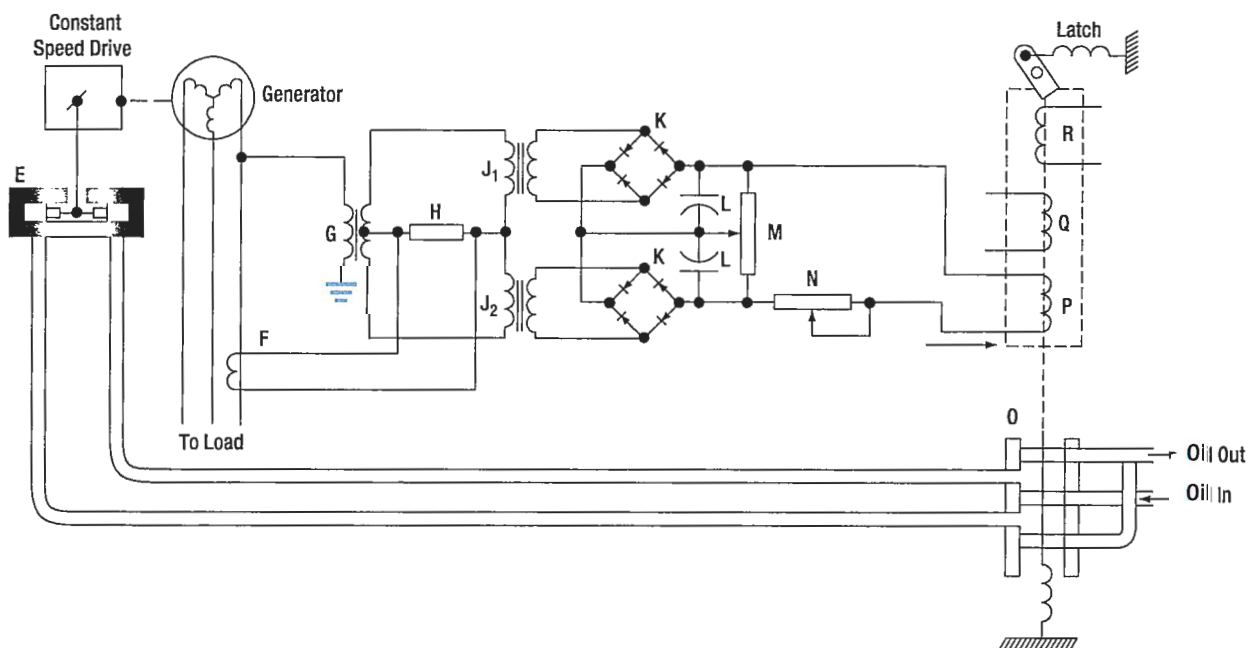 Constant
Speed Drive
Generator
Latch
E
F
G
H
J1
J2
K
K
L
L
M
N
R
Q
P
O
To Load
Oil Out
Oil In